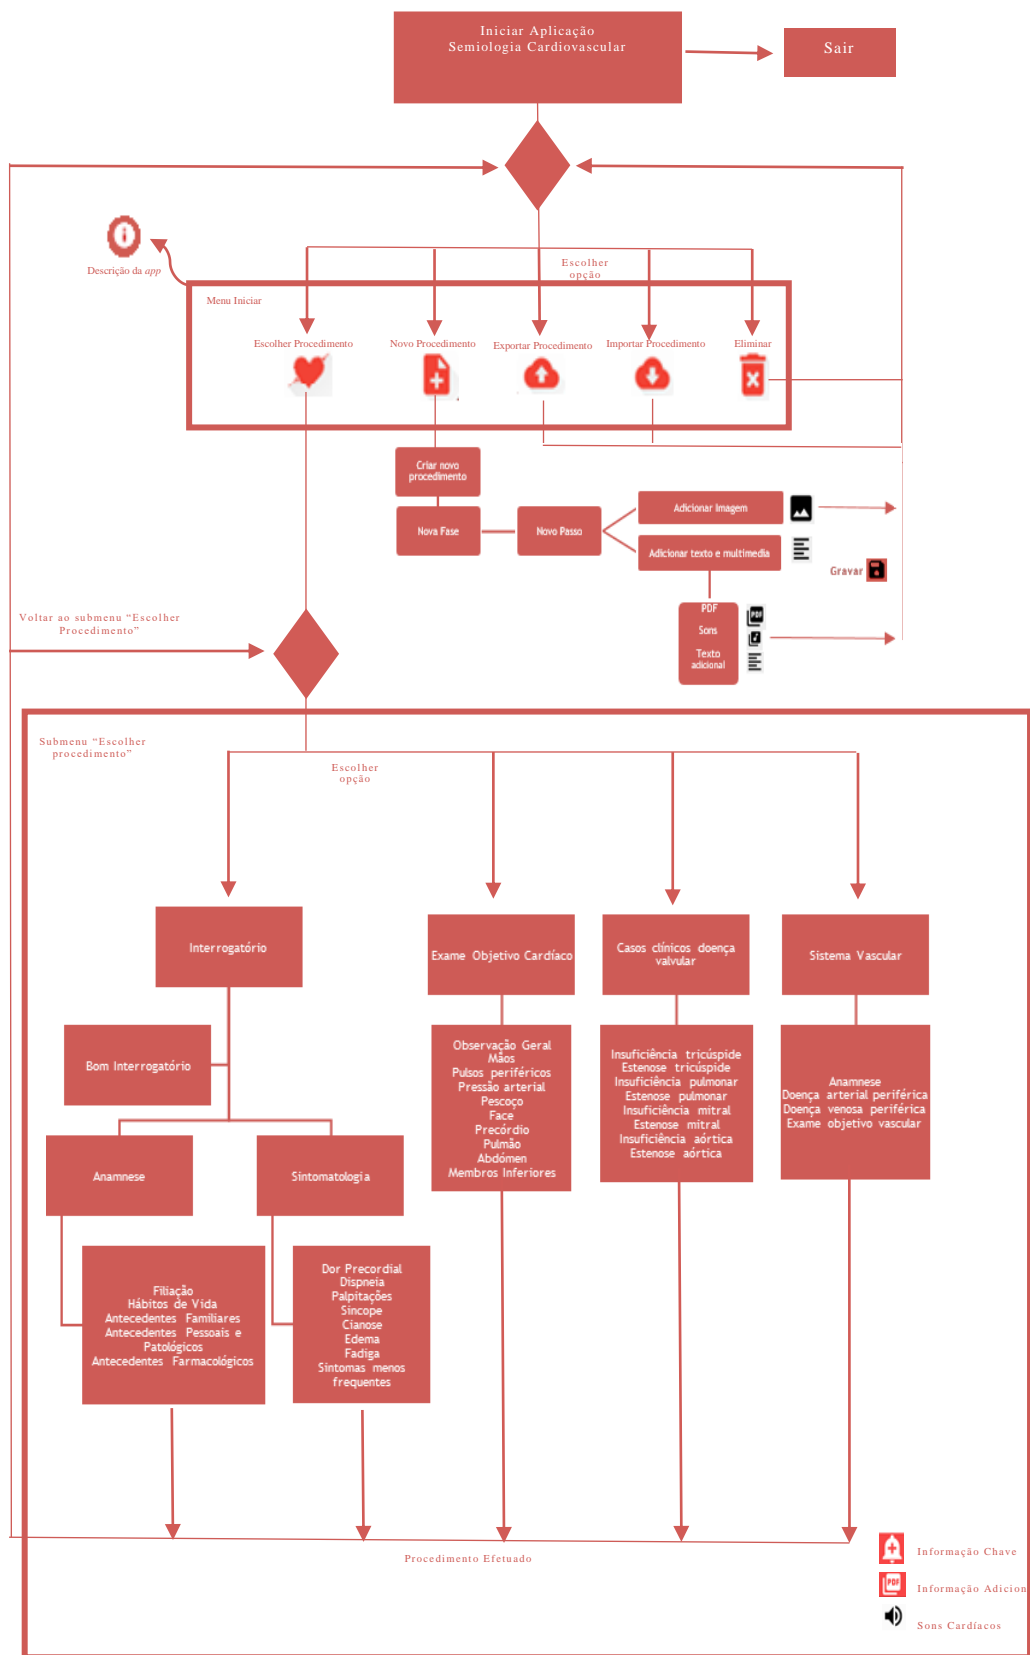 Iniciar Aplicação
Semiologia Cardiovascular
Sair
Descrição da app
Escolher
opção
Menu Iniciar
Escolher Procedimento
Novo Procedimento
Exportar Procedimento
Importar Procedimento
Eliminar
Criar novo
procedimento
Nova Fase
Novo Passo
Adicionar Imagem
Adicionar texto e multimedia
Gravar
PDF
Sons
Texto
adicional
PDF
Voltar ao submenu “Escolher
Procedimento”
Submenu “Escolher
procedimento”
Escolher
opção
Interrogatório
Exame Objetivo Cardíaco
Casos clínicos doença
valvular
Sistema Vascular
Bom Interrogatório
Anamnese
Sintomatologia
Observação Geral
Mãos
Pulsos periféricos
Pressão arterial
Pescoço
Face
Precórdio
Pulmão
Abdómen
Membros Inferiores
Insuficiência tricúspide
Estenose tricúspide
Insuficiência pulmonar
Estenose pulmonar
Insuficiência mitral
Estenose mitral
Insuficiência aórtica
Estenose aórtica
Anamnese
Doença arterial periférica
Doença venosa periférica
Exame objetivo vascular
Filiação
Hábitos de Vida
Antecedentes Familiares
Antecedentes Pessoais e
Patológicos
Antecedentes Farmacológicos
Dor Precordial
Dispneia
Palpitações
Síncope
Cianose
Edema
Fadiga
Sintomas menos
frequentes
Procedimento Efetuado
Informação Chave
PDF
Informação Adicion
Sons Cardíacos